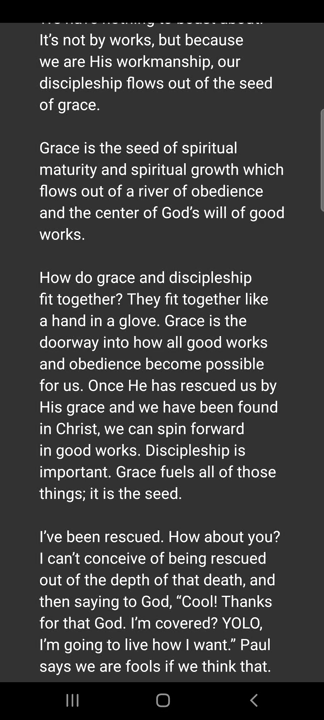 We have nothing to boast about.
It’s not by works, but because
we are His workmanship, our
discipleship flows out of the seed
of grace.
Grace is the seed of spiritual
maturity and spiritual growth which
flows out of a river of obedience
and the center of God’s will of good
works.
How do grace and discipleship
fit together? They fit together like
a hand in a glove. Grace is the
doorway into how all good works
and obedience become possible
for us. Once He has rescued us by
His grace and we have been found
in Christ, we can spin forward
in good works. Discipleship is
important. Grace fuels all of those
things; it is the seed.
I’ve been rescued. How about you?
I can’t conceive of being rescued
out of the depth of that death, and
then saying to God, “Cool! Thanks
for that God. I’m covered? YOLO,
I’m going to live how I want.” Paul
says we are fools if we think that.